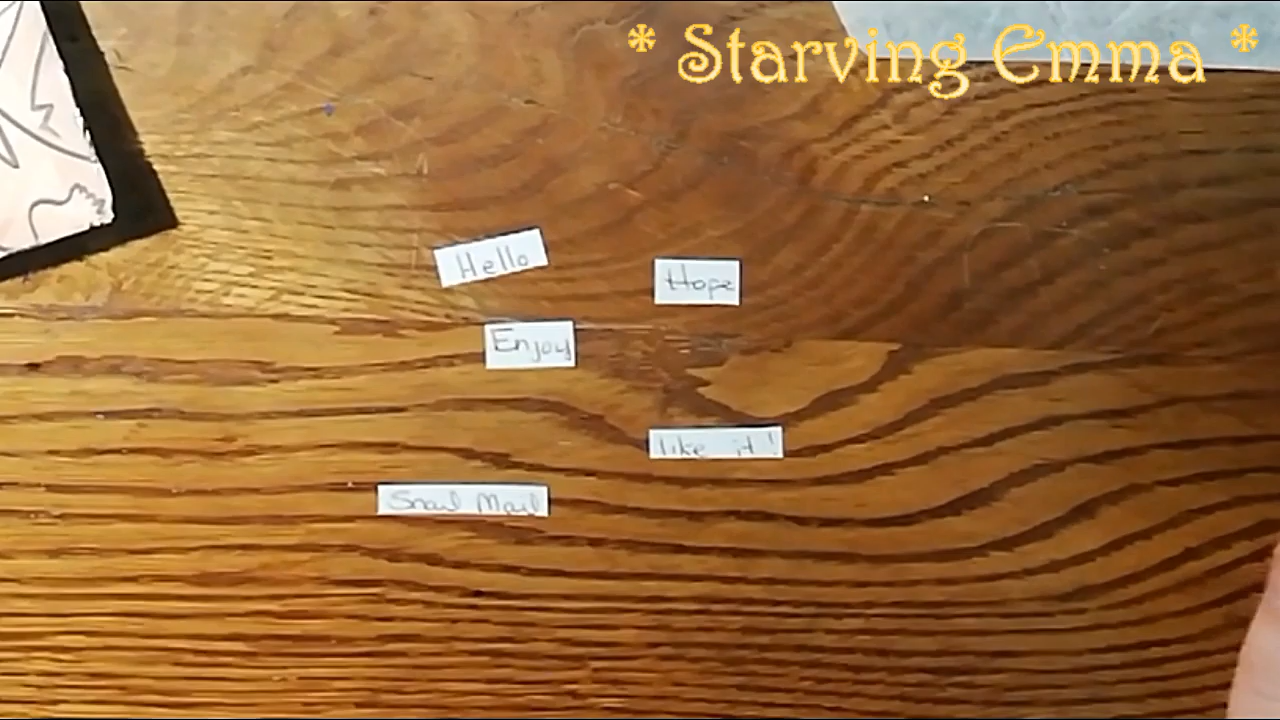 * Starving Emma *
Hello
Hope
Enjoy
like it!
Snail Mail